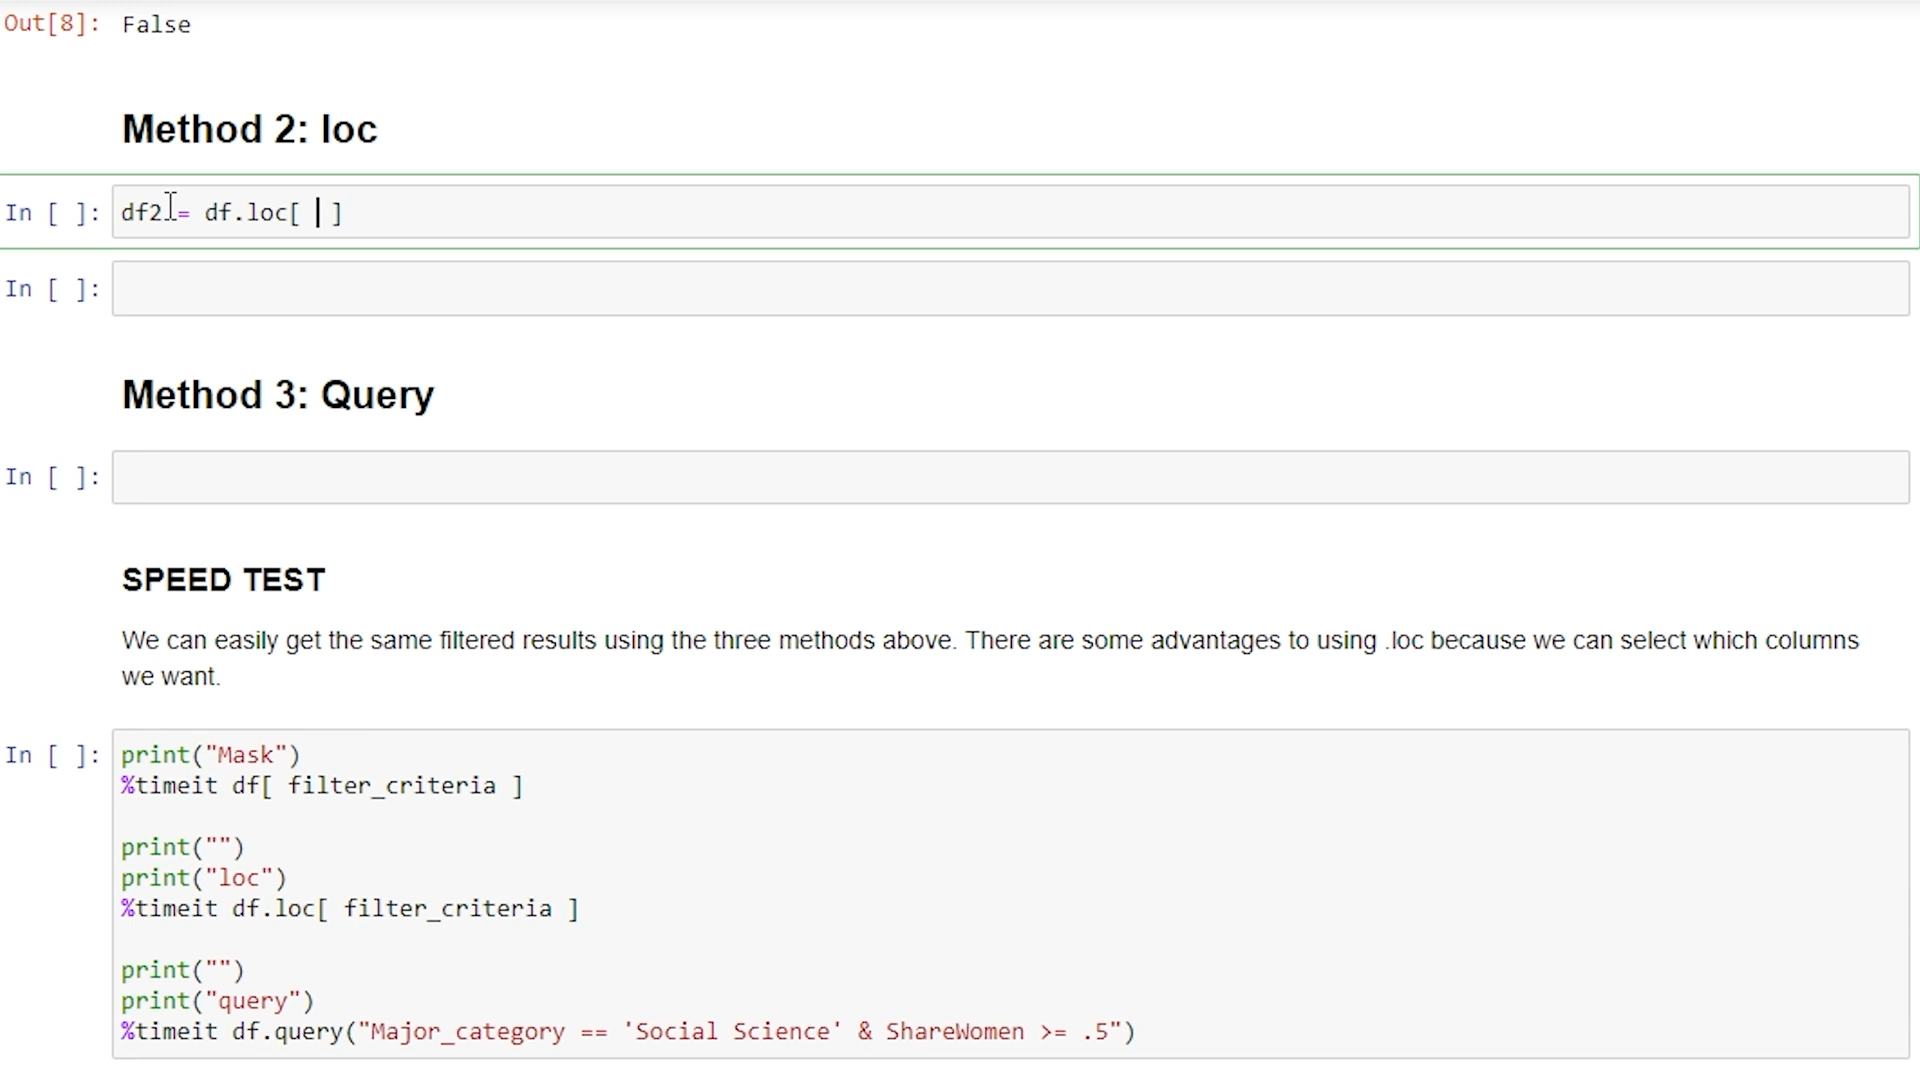 Out[8]: False
Method 2: loc
In [ ]: df2 = df.loc[ ]
In [ ]:
Method 3: Query
In [ ]:
SPEED TEST
We can easily get the same filtered results using the three methods above. There are some advantages to using .loc because we can select which columns
we want.
In [ ]: print("Mask")
%timeit df[ filter_criteria ]
print("")
print("loc")
%timeit df.loc[ filter_criteria ]
print("")
print("query")
%timeit df.query("Major_category == 'Social Science' & ShareWomen >= .5")